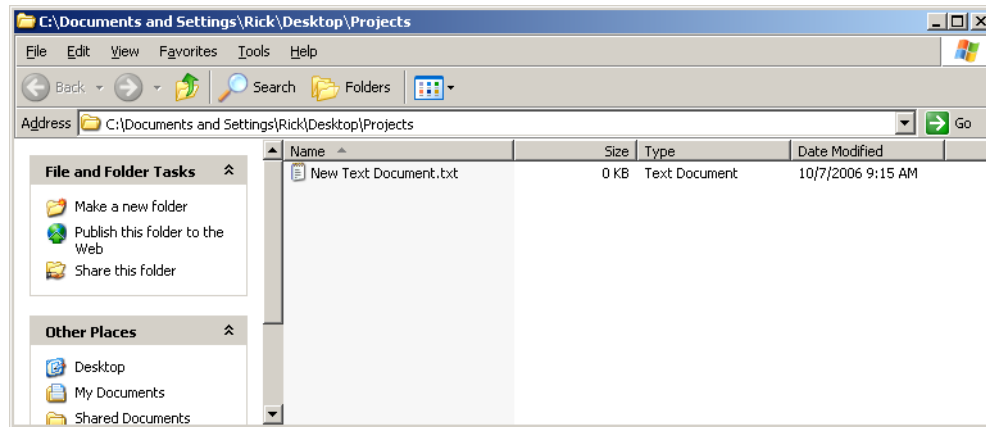 C:\Documents and Settings\Rick\Desktop\Projects
File Edit View Favorites Tools Help
Back Search Folders
Address C:\Documents and Settings\Rick\Desktop\Projects Go
Name Size Type Date Modified
New Text Document.txt 0 KB Text Document 10/7/2006 9:15 AM
File and Folder Tasks
Make a new folder
Publish this folder to the
Web
Share this folder
Other Places
Desktop
My Documents
Shared Documents